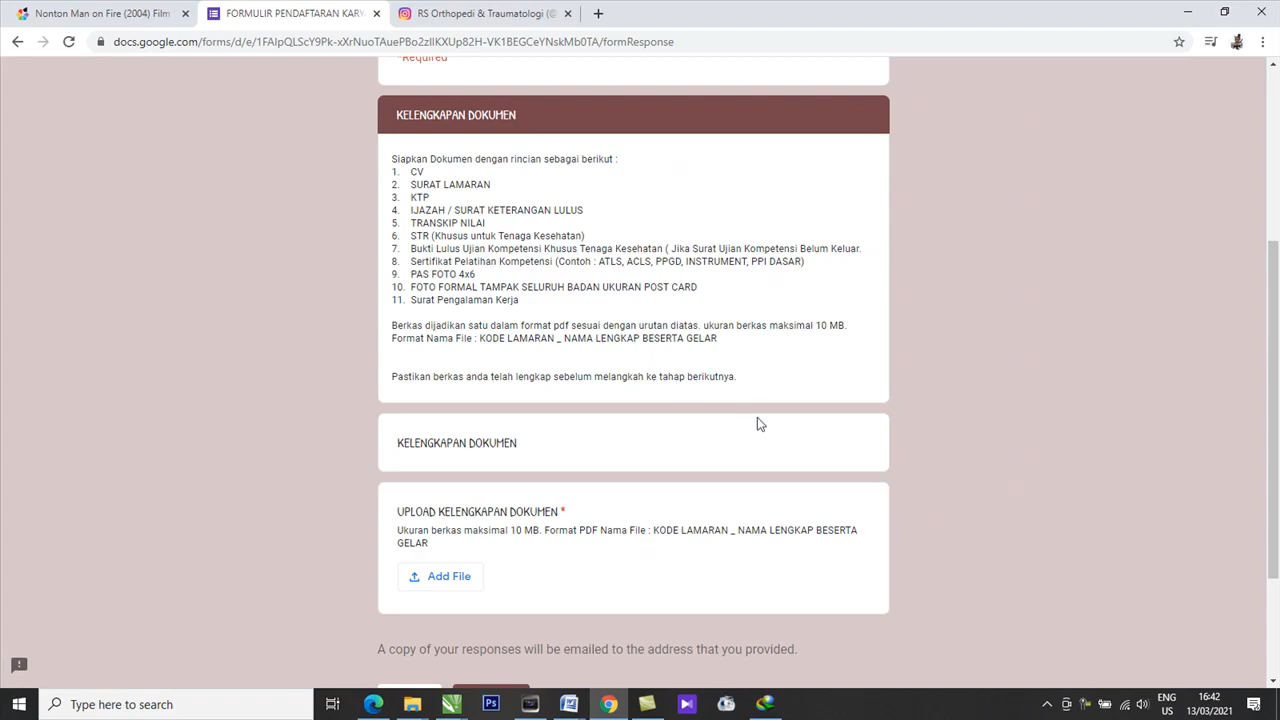 Nonton Man on Fire (2004) Film
FORMULIR PENDAFTARAN KARY
RS Orthopedi & Traumatologi (@
docs.google.com/forms/d/e/1FAIpQLScY9Pk-xXrNuoTAuePBo2zIlKXUp82H-VK1BEGCeYNskMb0TA/formResponse
*Required
KELENGKAPAN DOKUMEN
Siapkan Dokumen dengan rincian sebagai berikut :
1. CV
2. SURAT LAMARAN
3. KTP
4. IJAZAH / SURAT KETERANGAN LULUS
5. TRANSKIP NILAI
6. STR (Khusus untuk Tenaga Kesehatan)
7. Bukti Lulus Ujian Kompetensi Khusus Tenaga Kesehatan ( Jika Surat Ujian Kompetensi Belum Keluar.
8. Sertifikat Pelatihan Kompetensi (Contoh : ATLS, ACLS, PPGD, INSTRUMENT, PPI DASAR)
9. PAS FOTO 4x6
10. FOTO FORMAL TAMPAK SELURUH BADAN UKURAN POST CARD
11. Surat Pengalaman Kerja
Berkas dijadikan satu dalam format pdf sesuai dengan urutan diatas. ukuran berkas maksimal 10 MB.
Format Nama File : KODE LAMARAN _ NAMA LENGKAP BESERTA GELAR
Pastikan berkas anda telah lengkap sebelum melangkah ke tahap berikutnya.
KELENGKAPAN DOKUMEN
UPLOAD KELENGKAPAN DOKUMEN *
Ukuran berkas maksimal 10 MB. Format PDF Nama File : KODE LAMARAN _ NAMA LENGKAP BESERTA
GELAR
Add File
A copy of your responses will be emailed to the address that you provided.
Type here to search
ENG
US
16:42
13/03/2021